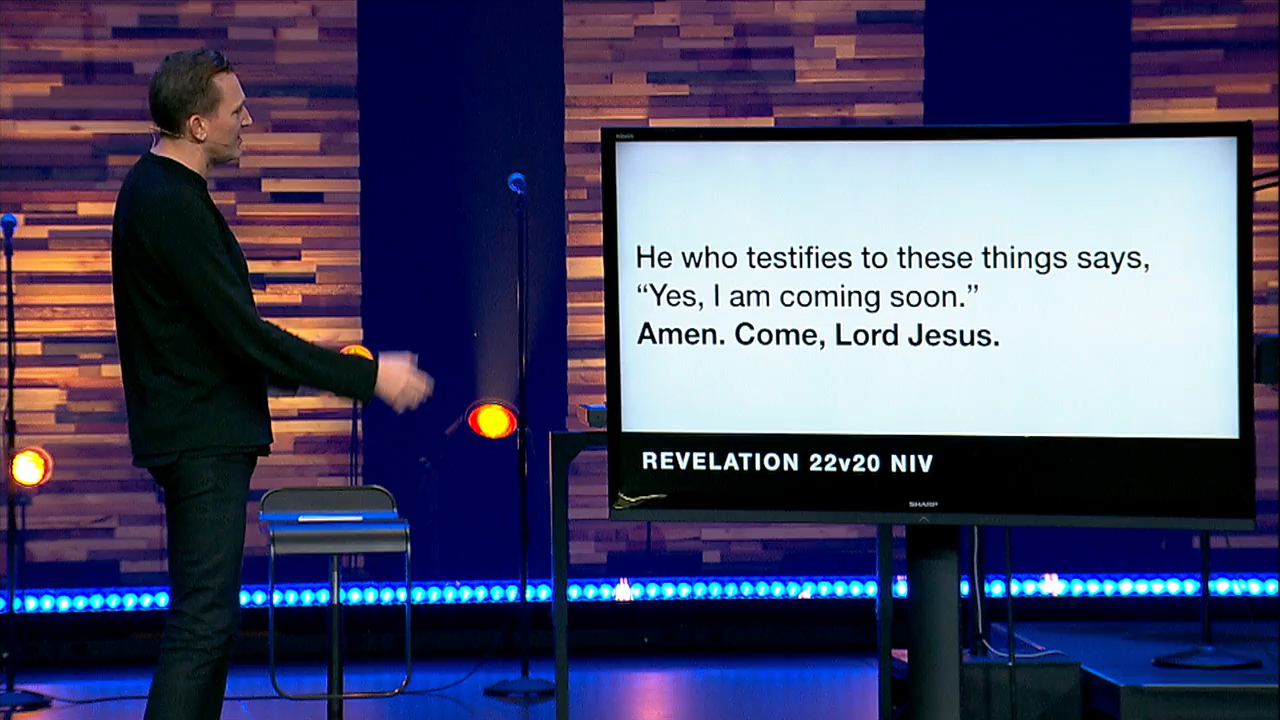 He who testifies to these things says,
“Yes, I am coming soon.”
Amen. Come, Lord Jesus.
REVELATION 22v20 NIV
SHARP